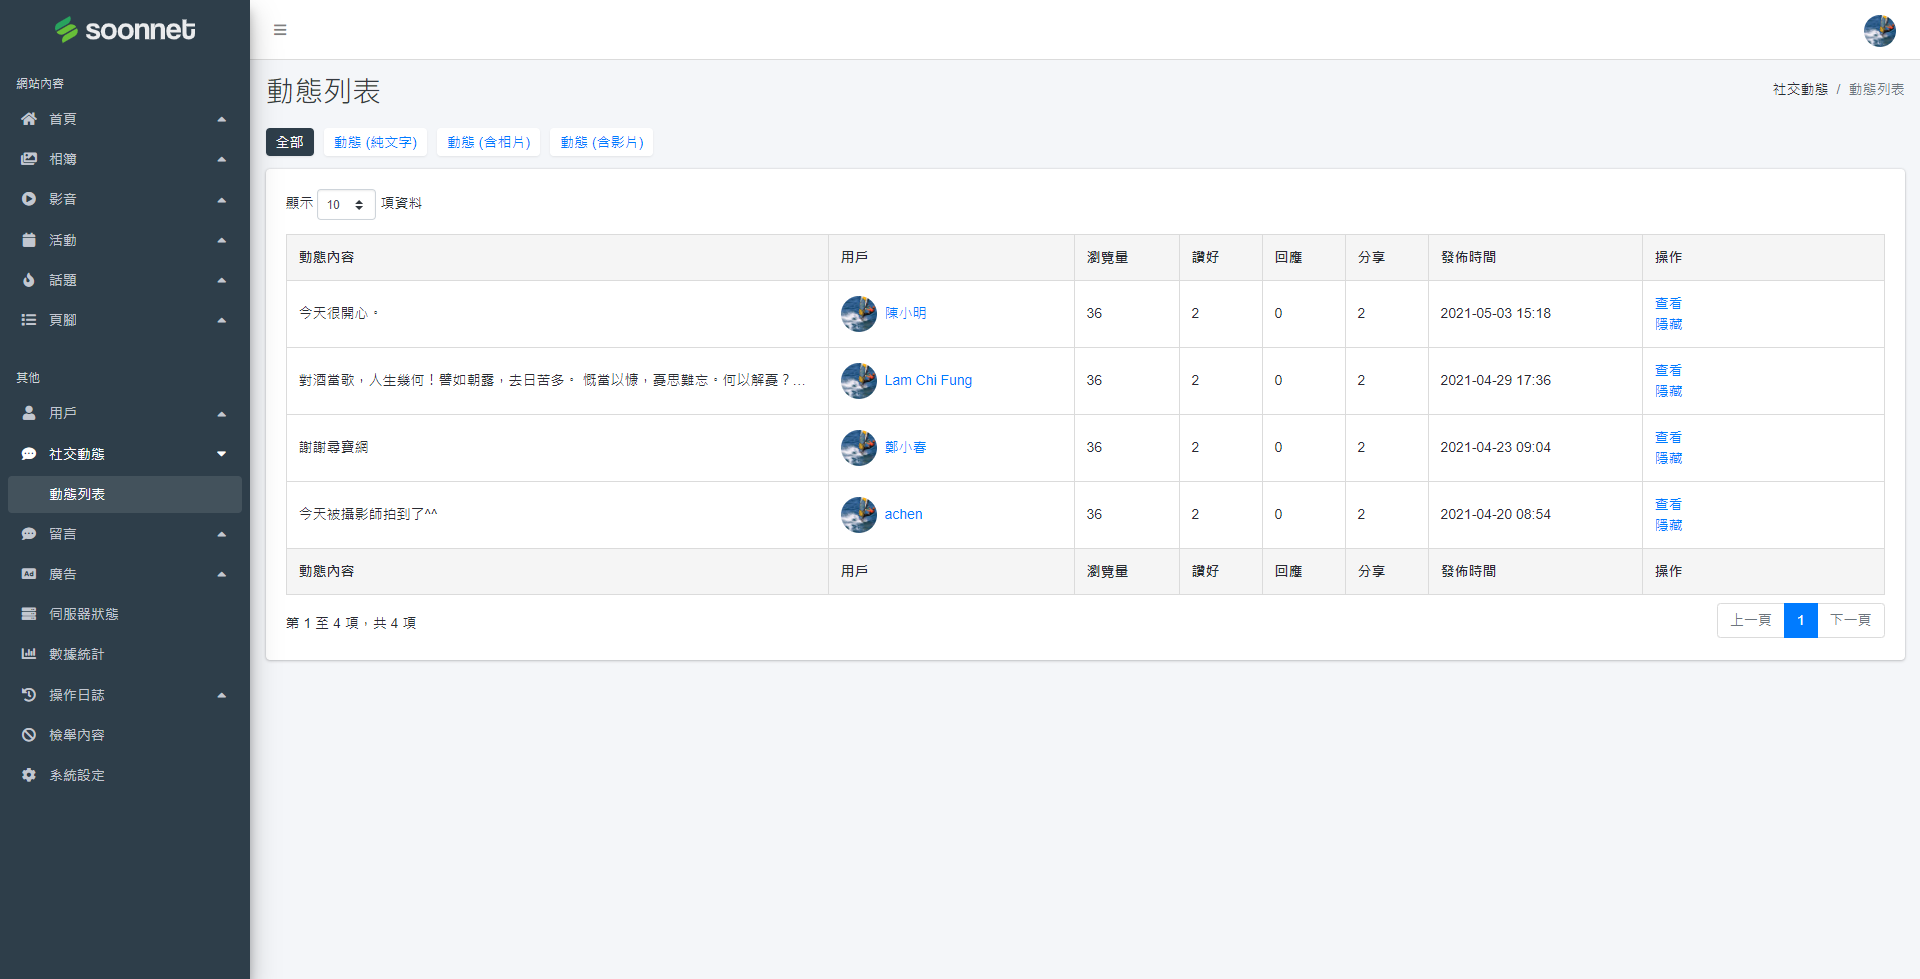 soonnet
網站內容
首頁
相簿
影音
活動
話題
頁腳
其他
用戶
社交動態
動態列表
留言
Ad 廣告
伺服器狀態
數據統計
操作日誌
檢舉內容
系統設定
動態列表
社交動態 / 動態列表
全部 動態 (純文字) 動態 (含相片) 動態 (含影片)
顯示 10 項資料
動態內容 用戶 瀏覽量 讚好 回應 分享 發佈時間 操作
今天很開心。 陳小明 36 2 0 2 2021-05-03 15:18 查看
隱藏
對酒當歌，人生幾何！譬如朝露，去日苦多。 慨當以慷，憂思難忘。何以解憂？... Lam Chi Fung 36 2 0 2 2021-04-29 17:36 查看
隱藏
謝謝尋寶網 鄭小春 36 2 0 2 2021-04-23 09:04 查看
隱藏
今天被攝影師拍到了^^ achen 36 2 0 2 2021-04-20 08:54 查看
隱藏
動態內容 用戶 瀏覽量 讚好 回應 分享 發佈時間 操作
第 1 至 4 項，共 4 項
上一頁 1 下一頁